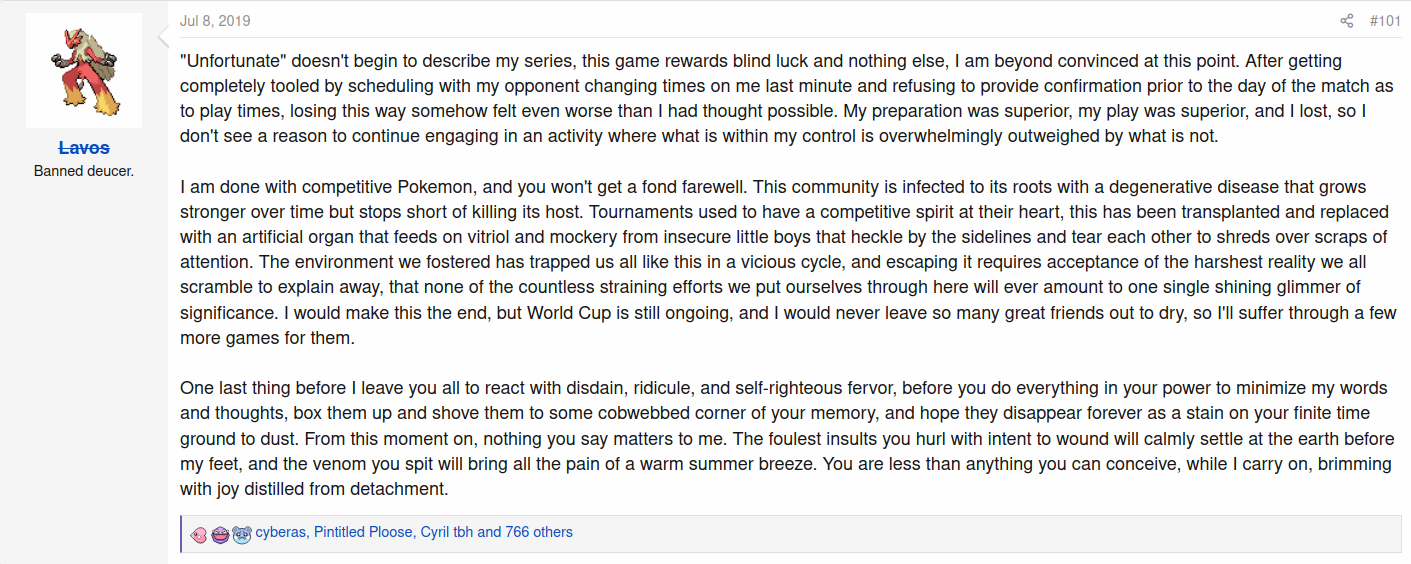 Jul 8, 2019
#101
Lavos
Banned deucer.
"Unfortunate" doesn't begin to describe my series, this game rewards blind luck and nothing else, I am beyond convinced at this point. After getting
completely tooled by scheduling with my opponent changing times on me last minute and refusing to provide confirmation prior to the day of the match as
to play times, losing this way somehow felt even worse than I had thought possible. My preparation was superior, my play was superior, and I lost, so I
don't see a reason to continue engaging in an activity where what is within my control is overwhelmingly outweighed by what is not.
I am done with competitive Pokemon, and you won't get a fond farewell. This community is infected to its roots with a degenerative disease that grows
stronger over time but stops short of killing its host. Tournaments used to have a competitive spirit at their heart, this has been transplanted and replaced
with an artificial organ that feeds on vitriol and mockery from insecure little boys that heckle by the sidelines and tear each other to shreds over scraps of
attention. The environment we fostered has trapped us all like this in a vicious cycle, and escaping it requires acceptance of the harshest reality we all
scramble to explain away, that none of the countless straining efforts we put ourselves through here will ever amount to one single shining glimmer of
significance. I would make this the end, but World Cup is still ongoing, and I would never leave so many great friends out to dry, so I'll suffer through a few
more games for them.
One last thing before I leave you all to react with disdain, ridicule, and self-righteous fervor, before you do everything in your power to minimize my words
and thoughts, box them up and shove them to some cobwebbed corner of your memory, and hope they disappear forever as a stain on your finite time
ground to dust. From this moment on, nothing you say matters to me. The foulest insults you hurl with intent to wound will calmly settle at the earth before
my feet, and the venom you spit will bring all the pain of a warm summer breeze. You are less than anything you can conceive, while I carry on, brimming
with joy distilled from detachment.
cyberas, Pintitled Ploose, Cyril tbh and 766 others